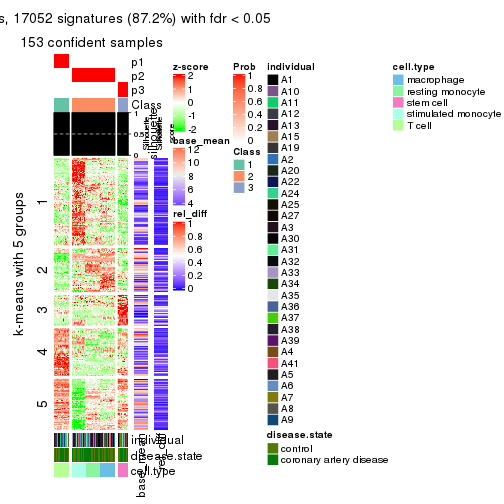 s, 17052 signatures (87.2%) with fdr < 0.05
153 confident samples
p1
p2
p3
Class
1
0.5
0
silhouette
score
k-means with 5 groups
1
2
3
4
5
individual
disease.state
cell.type
base_mean
rel_diff
z-score
2
1
0
-1
-2
base_mean
12
10
8
6
4
rel_diff
1
0.8
0.6
0.4
0.2
0
Prob
1
0.8
0.6
0.4
0.2
0
Class
1
2
3
individual
A1
A10
A11
A12
A13
A15
A19
A2
A20
A22
A24
A25
A27
A3
A30
A31
A32
A33
A34
A35
A36
A37
A38
A39
A4
A41
A5
A6
A7
A8
A9
disease.state
control
coronary artery disease
cell.type
macrophage
resting monocyte
stem cell
stimulated monocyte
T cell